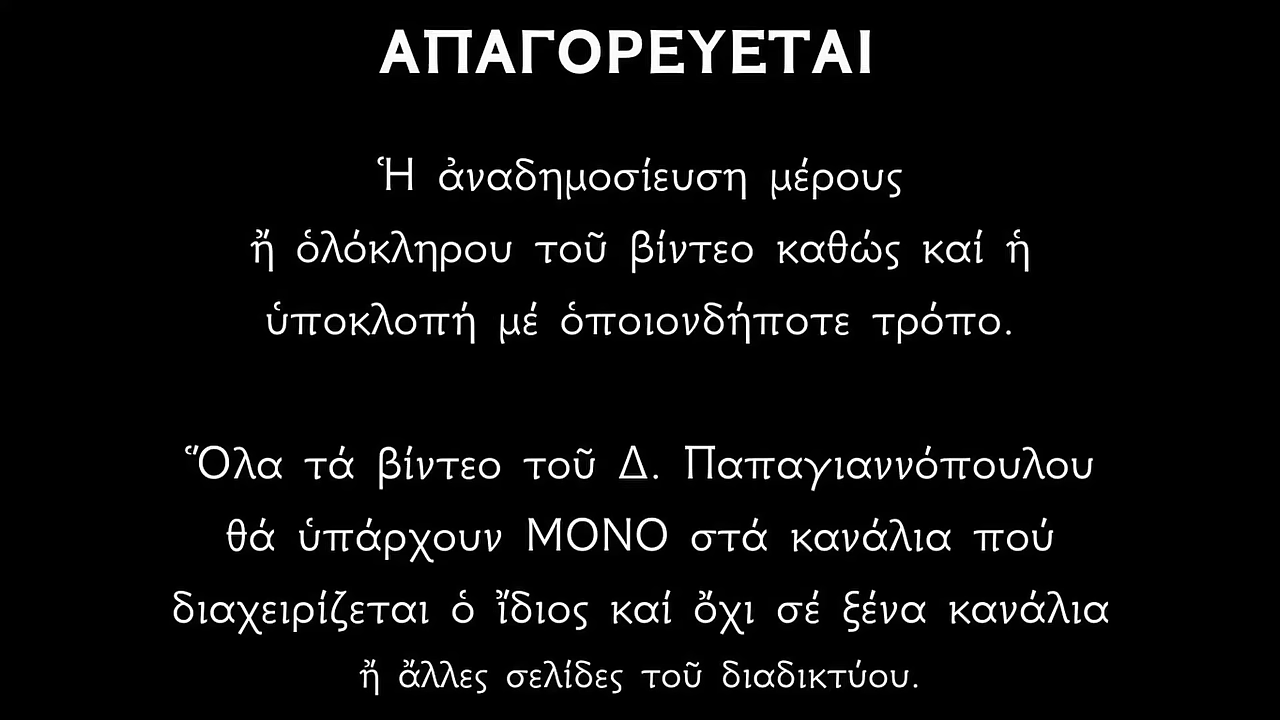 ΑΠΑΓΟΡΕΥΕΤΑΙ
Ἡ ἀναδημοσίευση μέρους
ἤ ὁλόκληρου τοῦ βίντεο καθώς καί ἡ
ὑποκλοπή μέ ὁποιονδήποτε τρόπο.
Ὅλα τά βίντεο τοῦ Δ. Παπαγιαννόπουλου
θά ὑπάρχουν ΜΟΝΟ στά κανάλια πού
διαχειρίζεται ὁ ἴδιος καί ὄχι σέ ξένα κανάλια
ἤ ἄλλες σελίδες τοῦ διαδικτύου.